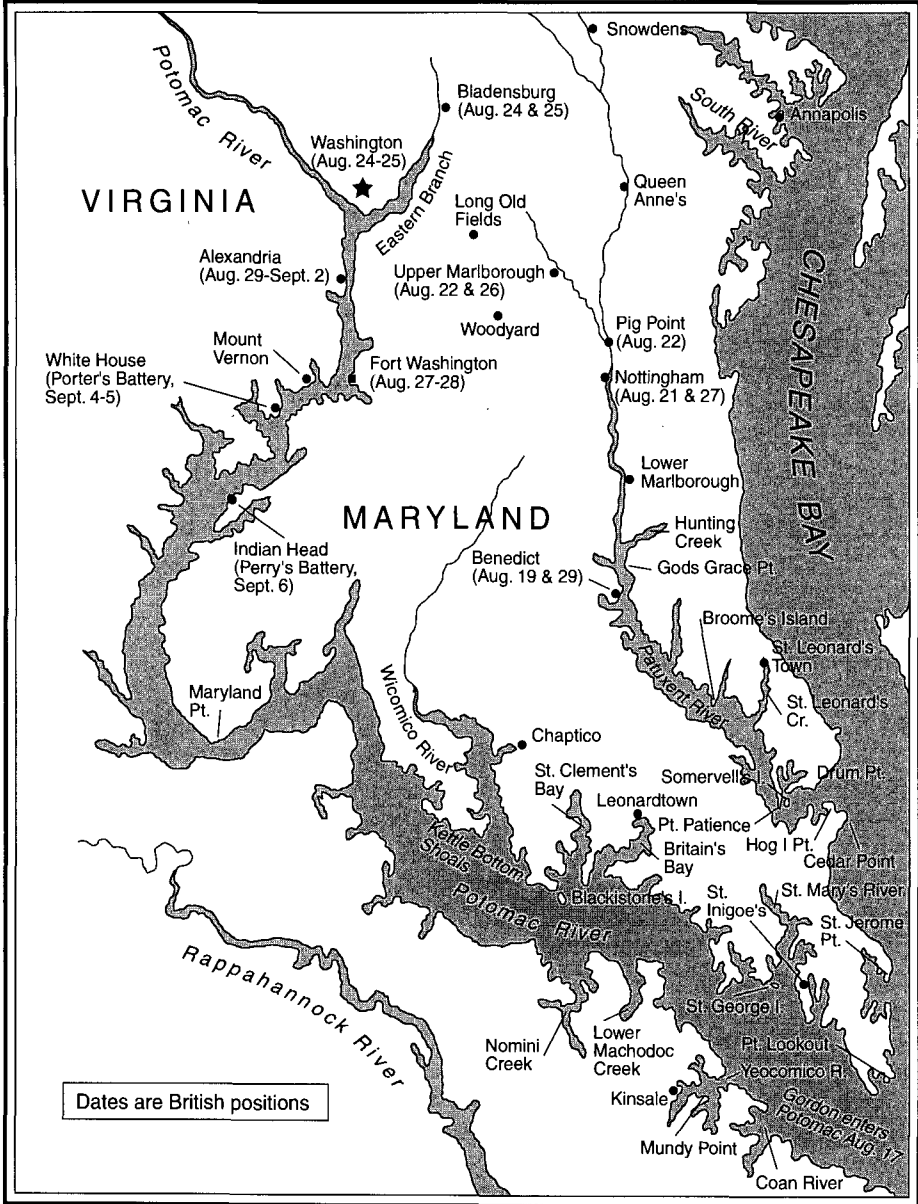 Snowdens
Potomac River
Bladensburg
(Aug. 24 & 25)
South River
Annapolis
Washington
(Aug. 24-25)
VIRGINIA
Eastern Branch
Queen
Anne's
Long Old
Fields
Alexandria
(Aug. 29-Sept. 2)
Upper Marlborough
(Aug. 22 & 26)
CHESAPEAKE BAY
Woodyard
Pig Point
(Aug. 22)
Mount
Vernon
White House
(Porter's Battery,
Sept. 4-5)
Fort Washington
(Aug. 27-28)
Nottingham
(Aug. 21 & 27)
Lower
Marlborough
MARYLAND
Hunting
Creek
Indian Head
(Perry's Battery,
Sept. 6)
Benedict
(Aug. 19 & 29)
Gods Grace Pt.
Broome's Island
St. Leonard's
Town
Patuxent River
Maryland
Pt.
Wicomico River
St. Leonard's
Cr.
Chaptico
St. Clement's
Bay
Somervell's I.
Drum Pt.
Leonardtown
Pt. Patience
Hog I Pt.
Kettle Bottom
Shoals
Britain's
Bay
Cedar Point
Blackistone's I.
St.
Inigoe's
St. Mary's River
Potomac River
St. Jerome
Pt.
Rappahannock River
St. George I.
Nomini
Creek
Lower
Machodoc
Creek
Pt. Lookout
Yeocomico R.
Dates are British positions
Kinsale
Gordon enters
Potomac Aug. 17
Mundy Point
Coan River